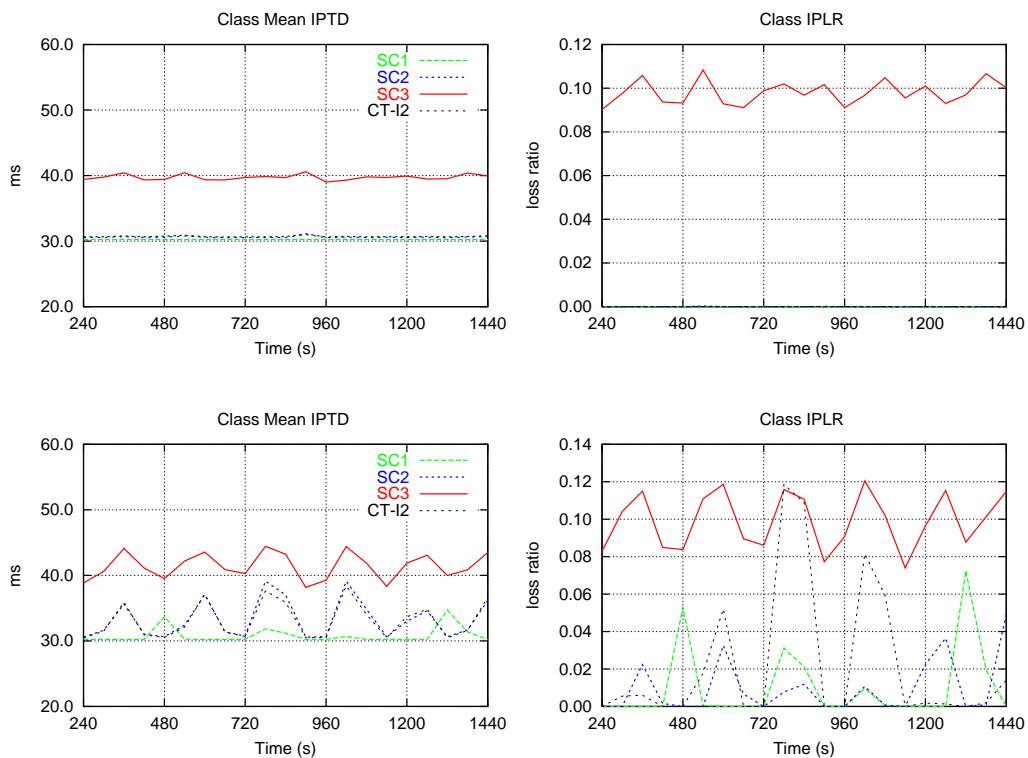 Class Mean IPTD
60.0
50.0
40.0
30.0
20.0
ms
SC1
SC2
SC3
CT-I2
240 480 720 960 1200 1440
Time (s)
Class IPLR
0.12
0.10
0.08
0.06
0.04
0.02
0.00
loss ratio
240 480 720 960 1200 1440
Time (s)
Class Mean IPTD
60.0
50.0
40.0
30.0
20.0
ms
SC1
SC2
SC3
CT-I2
240 480 720 960 1200 1440
Time (s)
Class IPLR
0.14
0.12
0.10
0.08
0.06
0.04
0.02
0.00
loss ratio
240 480 720 960 1200 1440
Time (s)